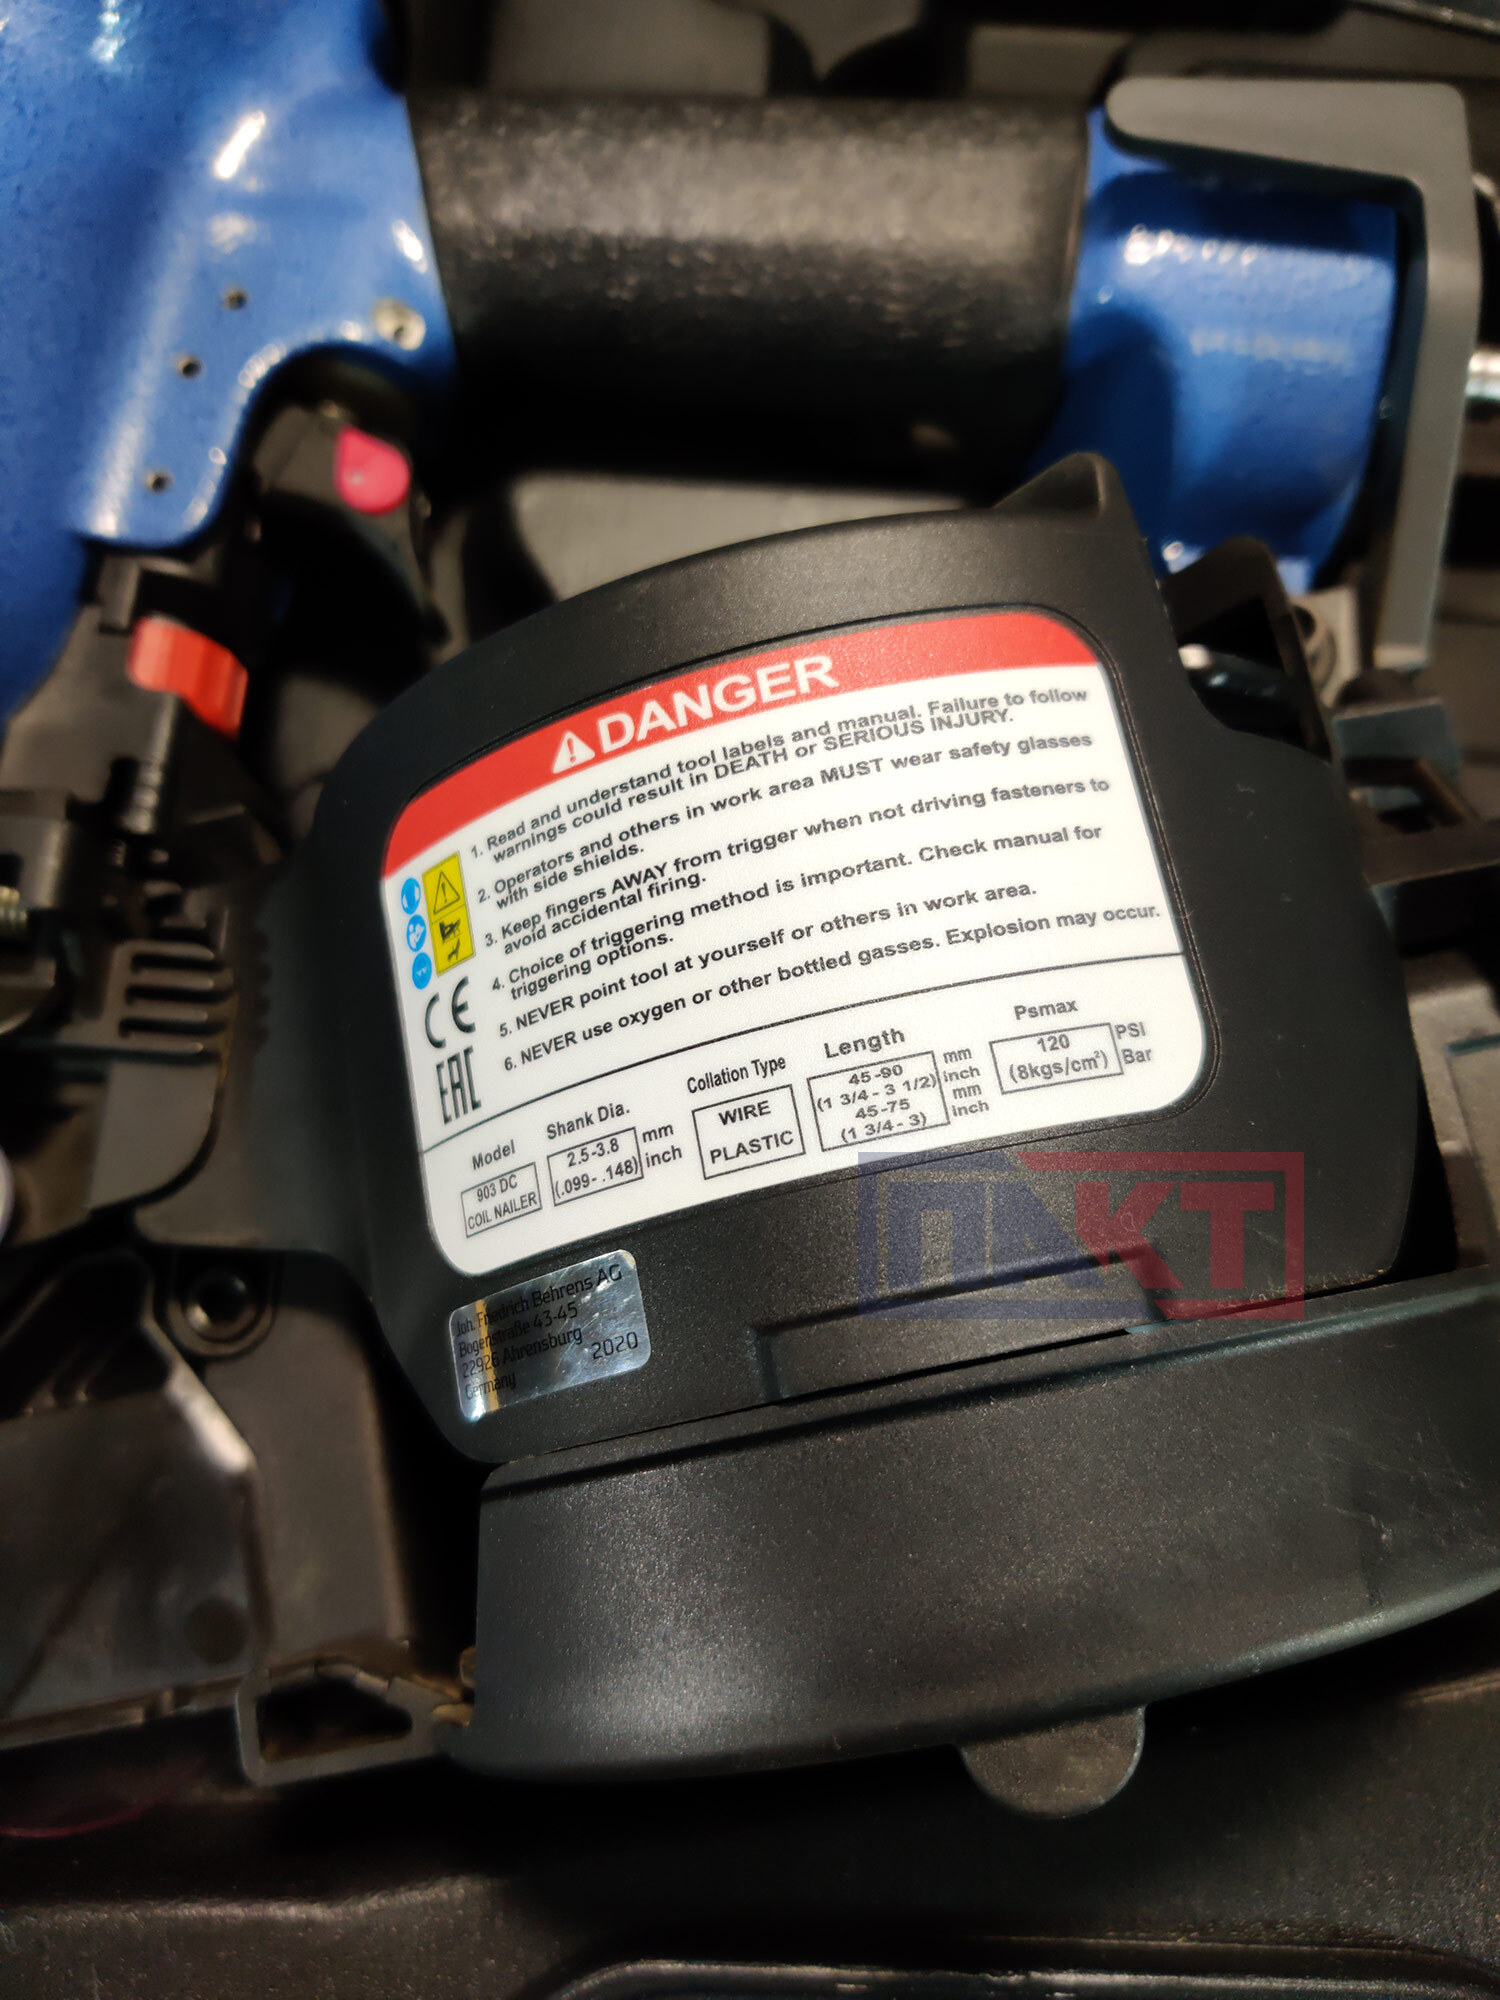 DANGER
1. Read and understand tool labels and manual. Failure to follow
warnings could result in DEATH or SERIOUS INJURY.
2. Operators and others in work area MUST wear safety glasses
with side shields.
3. Keep fingers AWAY from trigger when not driving fasteners to
avoid accidental firing.
4. Choice of triggering method is important. Check manual for
triggering options.
5. NEVER point tool at yourself or others in work area.
6. NEVER use oxygen or other bottled gasses. Explosion may occur.
CE
EAC
Model
903 DC
COIL NAILER
Shank Dia.
2.5-3.8 mm
(.099- .148) inch
Collation Type
WIRE
PLASTIC
Length
45-90 mm
(1 3/4- 3 1/2) inch
45-75 mm
(1 3/4- 3) inch
Psmax
120 PSI
(8kgs/cm²) Bar
Joh. Friedrich Behrens AG
Bogenstraße 43-45
22926 Ahrensburg
Germany 2020
ПАКТ